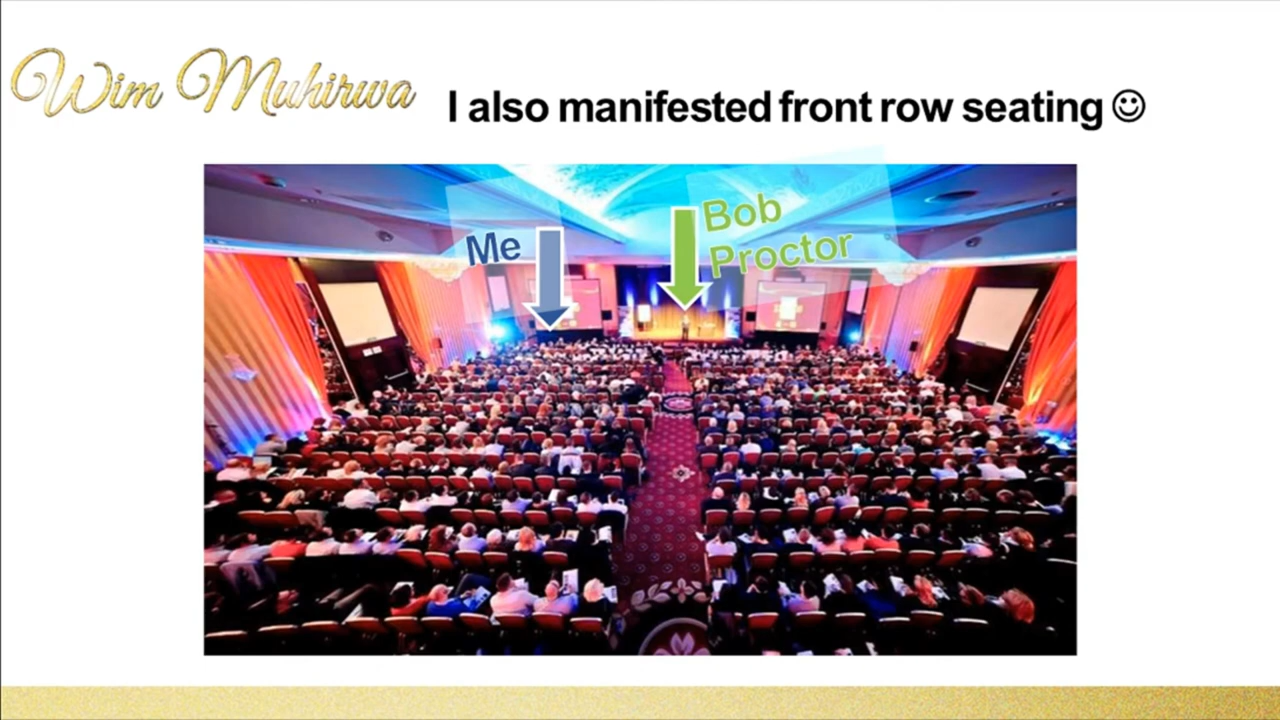 Wim Muhirwa
I also manifested front row seating ☺
Me
Bob
Proctor